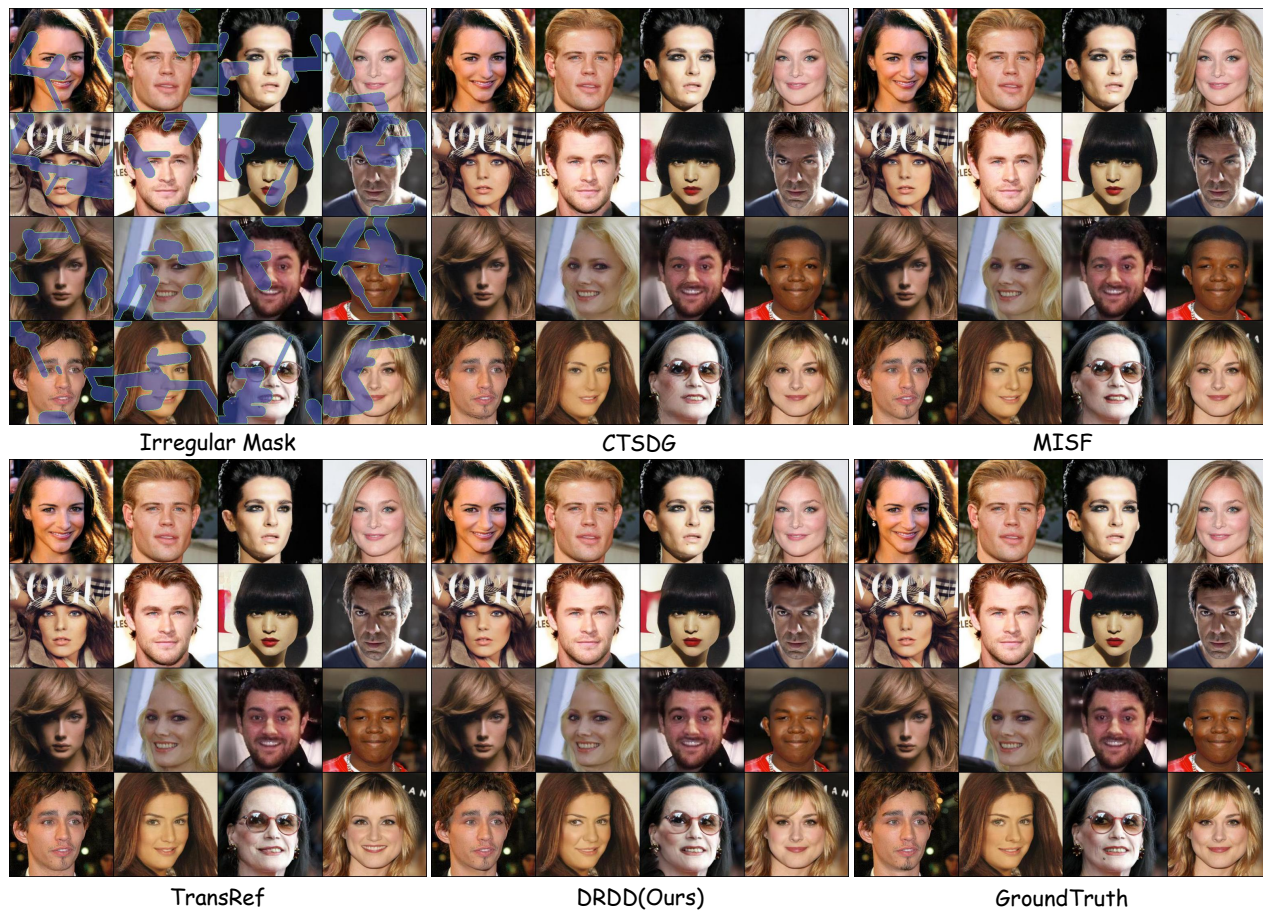 Irregular Mask
CTSDG
MISF
TransRef
DRDD(Ours)
GroundTruth